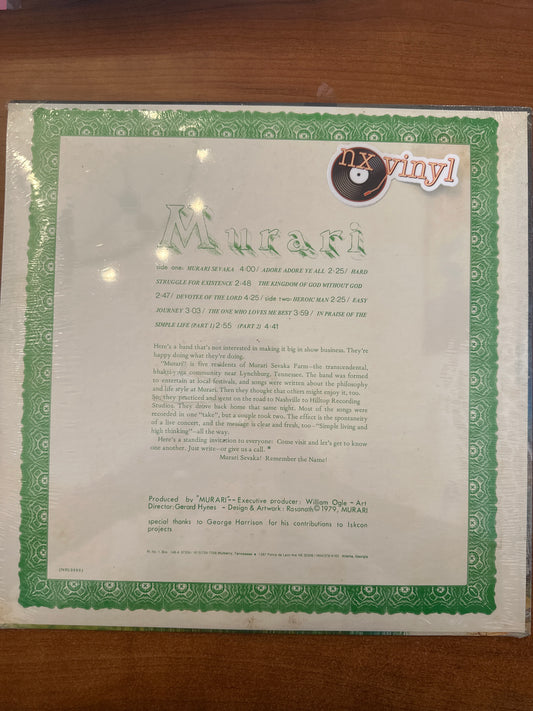 nx vinyl
Murari
side one: MURARI SEVAKA 4:00/ ADORE ADORE YE ALL 2:25/ HARD
STRUGGLE FOR EXISTENCE 2:48 THE KINGDOM OF GOD WITHOUT GOD
2:47/ DEVOTEE OF THE LORD 4:25/ side two: HEROIC MAN 2:25/ EASY
JOURNEY 3:03/ THE ONE WHO LOVES ME BEST 3:59/ IN PRAISE OF THE
SIMPLE LIFE (PART 1) 2:55 (PART 2) 4:41
Here's a band that's not interested in making it big in show business. They're
happy doing what they're doing.
"Murari" is five residents of Murari Sevaka Farm—the transcendental,
bhakti-yoga community near Lynchburg, Tennessee. The band was formed
to entertain at local festivals, and songs were written about the philosophy
and life style at Murari. Then they thought that others might enjoy it, too.
So, they practiced and went on the road to Nashville to Hilltop Recording
Studios. They drove back home that same night. Most of the songs were
recorded in one "take", but a couple took two. The effect is the spontaneity
of a live concert, and the message is clear and fresh, too—"Simple living and
high thinking"—all the way.
Here's a standing invitation to everyone: Come visit and let's get to know
one another. Just write—or give us a call. *
Murari Sevaka! Remember the Name!
Produced by "MURARI"-- Executive producer: William Ogle - Art
Director: Gerard Hynes - Design & Artwork: Rasanath © 1979, MURARI
special thanks to George Harrison for his contributions to Iskcon
projects.